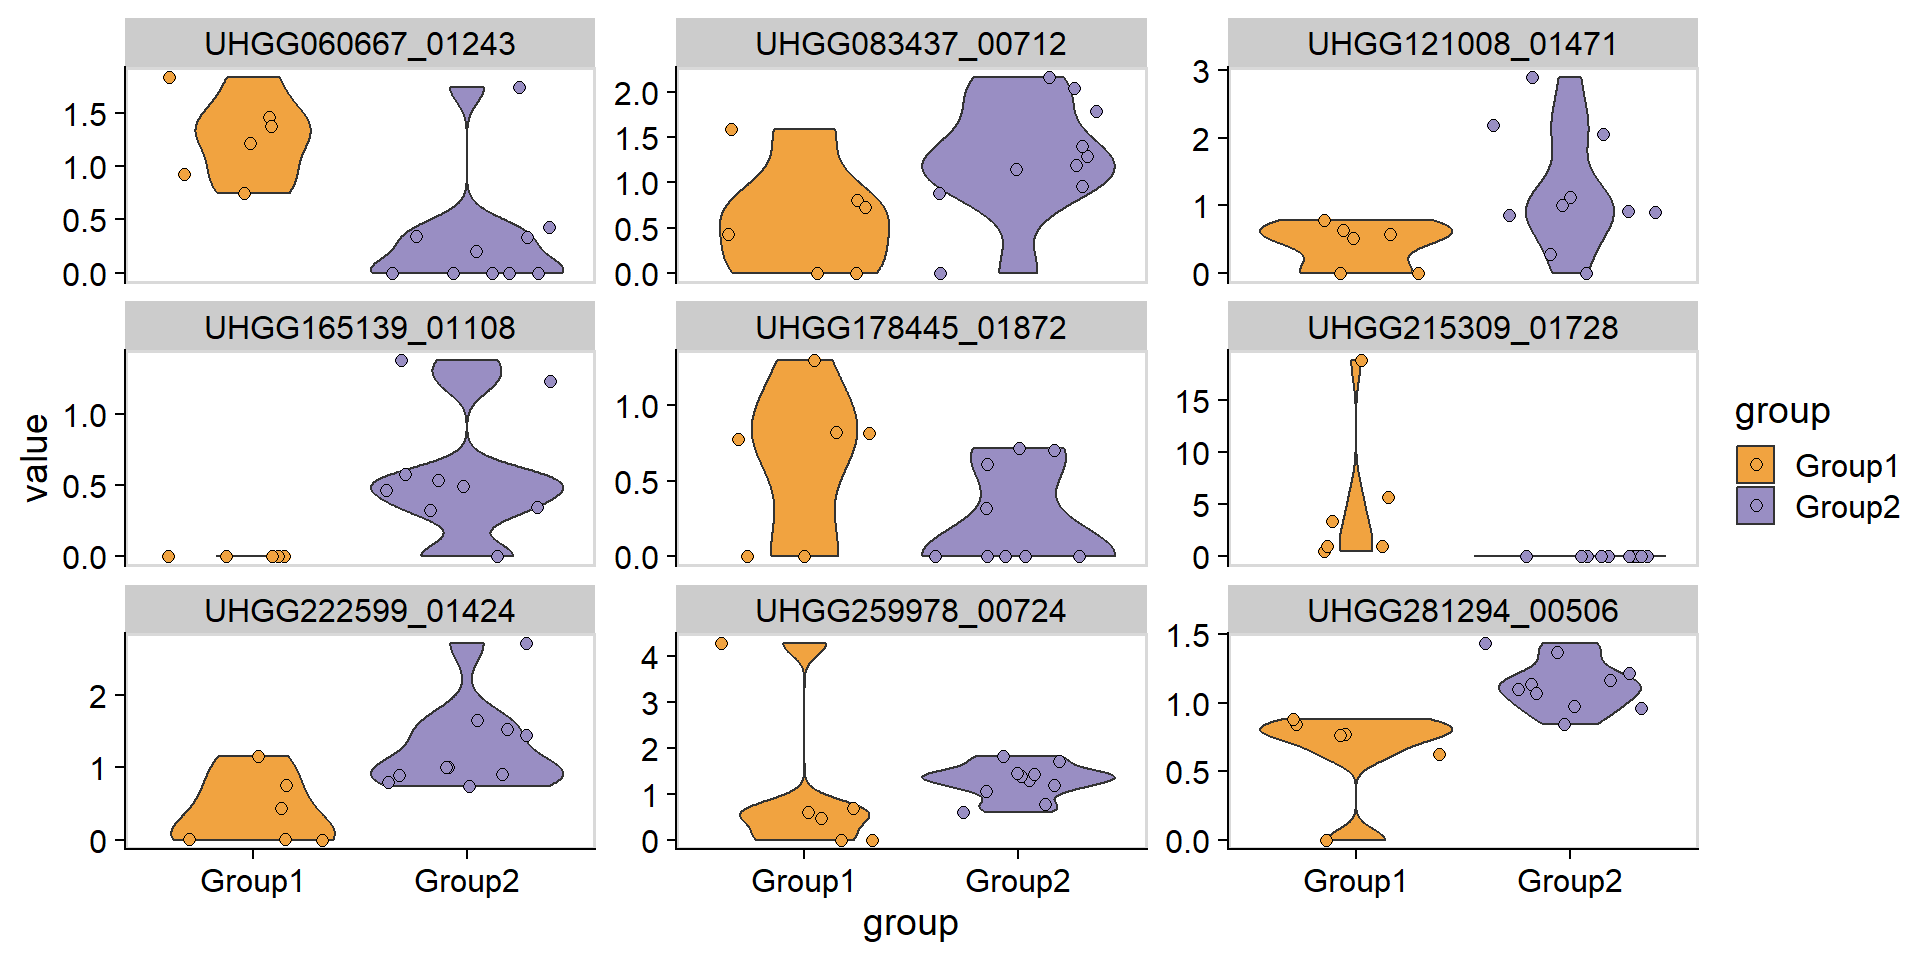 UHGG060667_01243
UHGG083437_00712
UHGG121008_01471
1.5
1.0
0.5
0.0
2.0
1.5
1.0
0.5
0.0
3
2
1
0
UHGG165139_01108
UHGG178445_01872
UHGG215309_01728
1.0
0.5
0.0
1.0
0.5
0.0
15
10
5
0
UHGG222599_01424
UHGG259978_00724
UHGG281294_00506
2
1
0
4
3
2
1
0
1.5
1.0
0.5
0.0
Group1
Group2
Group1
Group2
Group1
Group2
value
group
group
Group1
Group2